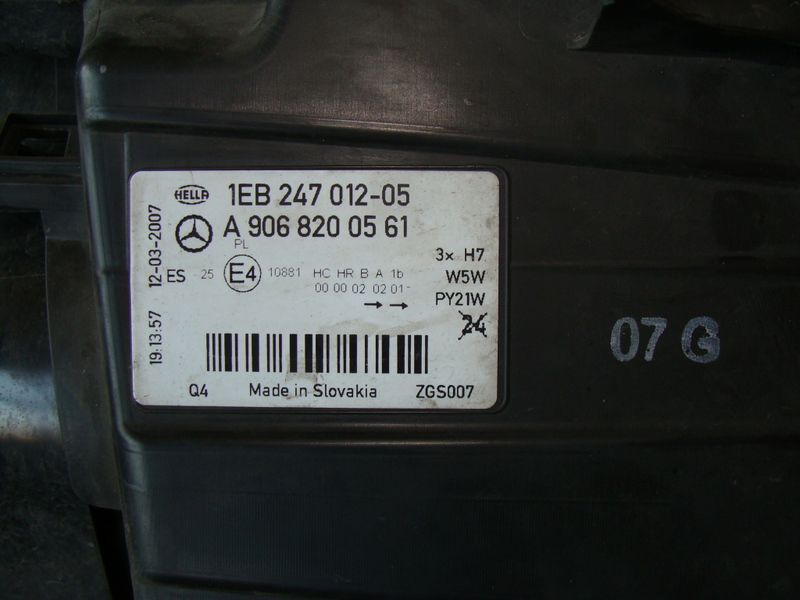 HELLA 1EB 247 012-05
A 906 820 05 61
PL
ES 25 E4 10881 HC HR B A 1b
00 00 02 02 01
3x H7
W5W
PY21W
24
Q4 Made in Slovakia ZGS007
19:13:57 12-03-2007
07 G